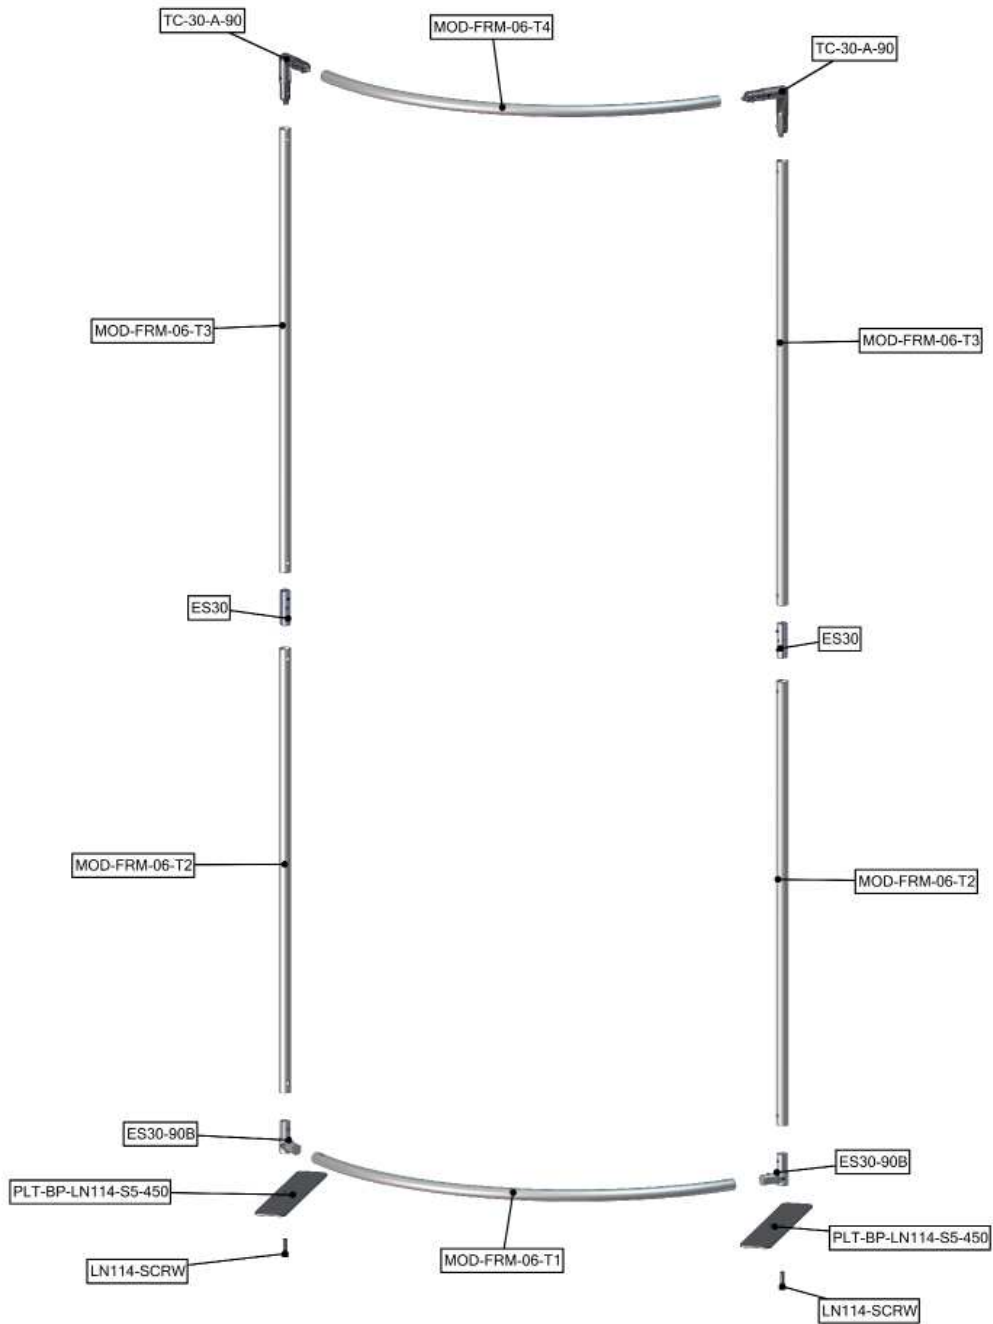 TC-30-A-90
MOD-FRM-06-T4
TC-30-A-90
MOD-FRM-06-T3
MOD-FRM-06-T3
ES30
ES30
MOD-FRM-06-T2
MOD-FRM-06-T2
ES30-90B
ES30-90B
PLT-BP-LN114-S5-450
PLT-BP-LN114-S5-450
MOD-FRM-06-T1
LN114-SCRW
LN114-SCRW